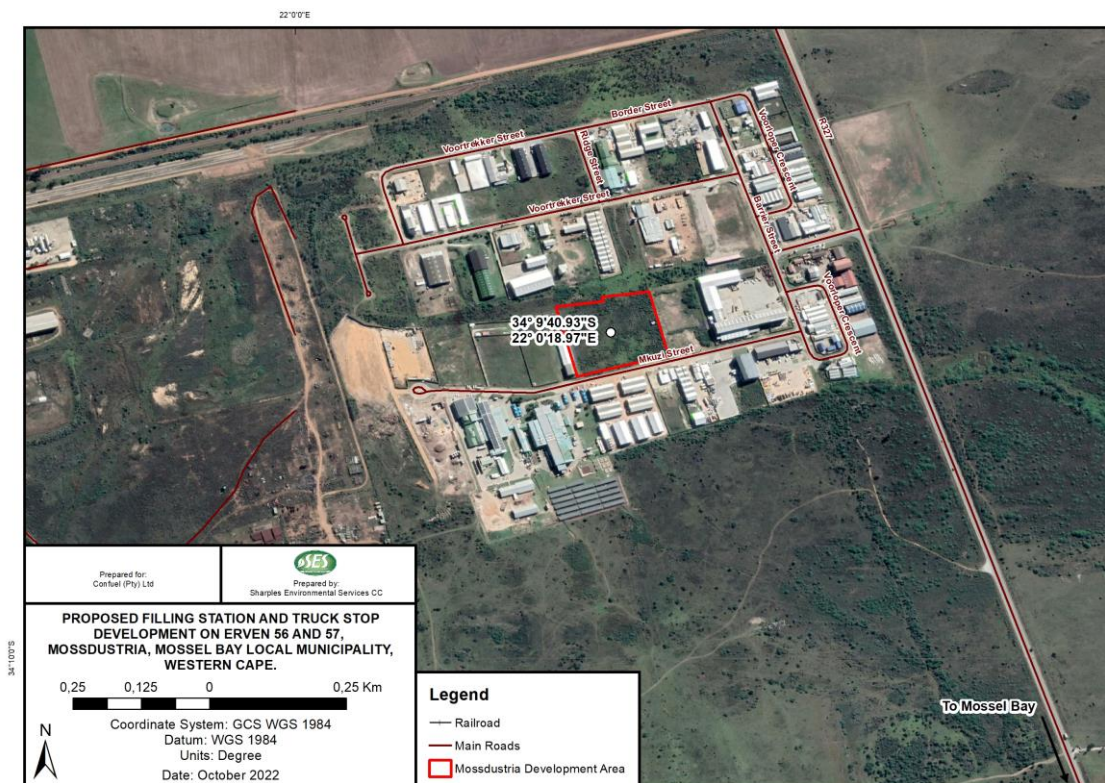 22°0'0"E
Border Street
Voortrekker Street
Ridge Street
Voorloper Crescent
R327
Voortrekker Street
Barrier Street
34° 9'40.93"S
22° 0'18.97"E
Voorloper Crescent
Mkuzi Street
To Mossel Bay
34°10'0"S
Prepared for:
Confuel (Pty) Ltd
SES
Prepared by:
Sharples Environmental Services CC
PROPOSED FILLING STATION AND TRUCK STOP
DEVELOPMENT ON ERVEN 56 AND 57,
MOSSDUSTRIA, MOSSEL BAY LOCAL MUNICIPALITY,
WESTERN CAPE.
0,25 0,125 0 0,25 Km
Coordinate System: GCS WGS 1984
Datum: WGS 1984
Units: Degree
Date: October 2022
N
Legend
Railroad
Main Roads
Mossdustria Development Area